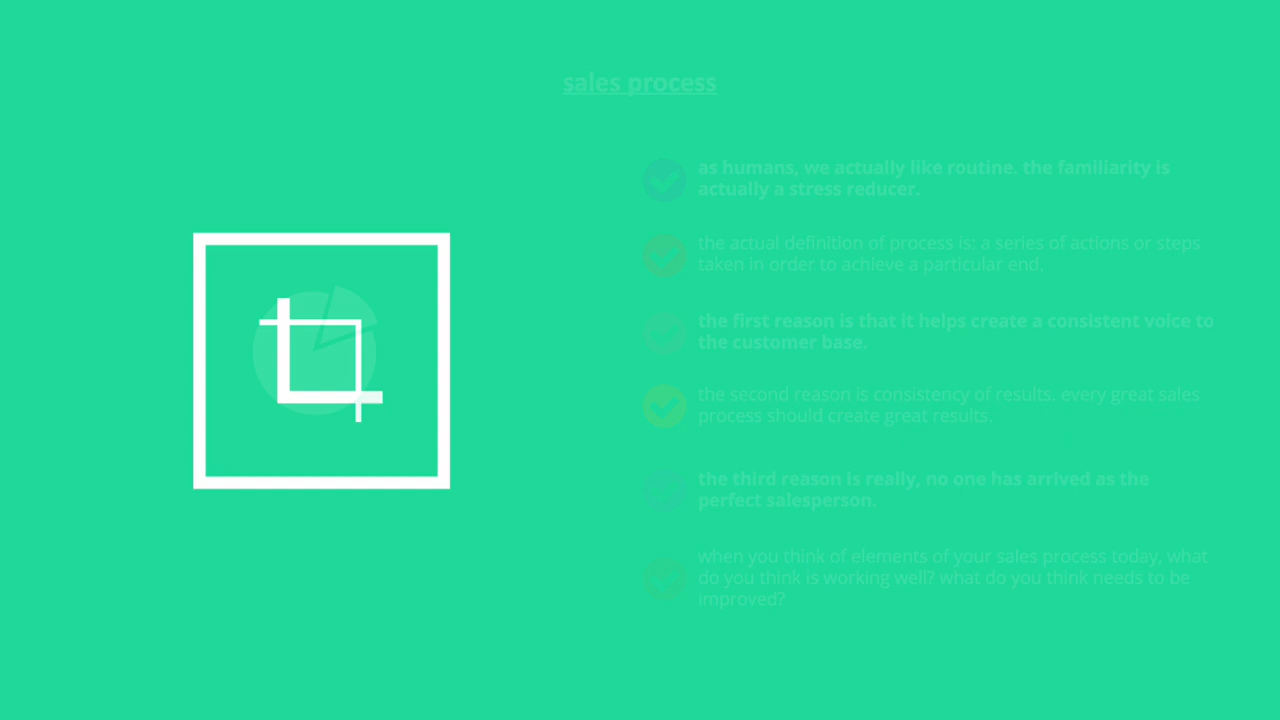 sales process
as humans, we actually like routine. the familiarity is
actually a stress reducer.
the actual definition of process is: a series of actions or steps
taken in order to achieve a particular end.
the first reason is that it helps create a consistent voice to
the customer base.
the second reason is consistency of results. every great sales
process should create great results.
the third reason is really, no one has arrived as the
perfect salesperson.
when you think of elements of your sales process today, what
do you think is working well? what do you think needs to be
improved?